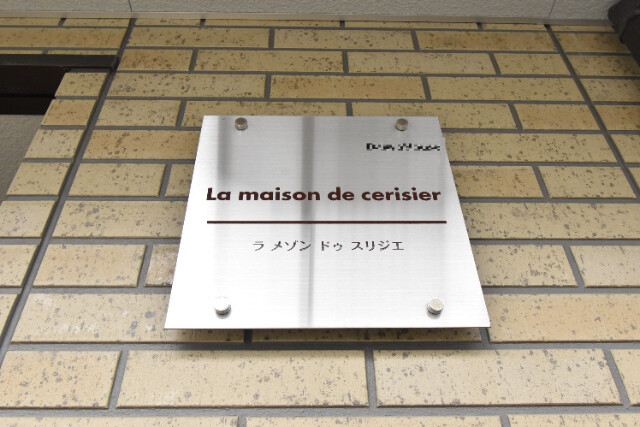 La maison de cerisier
ラ メゾン ドゥ スリジエ